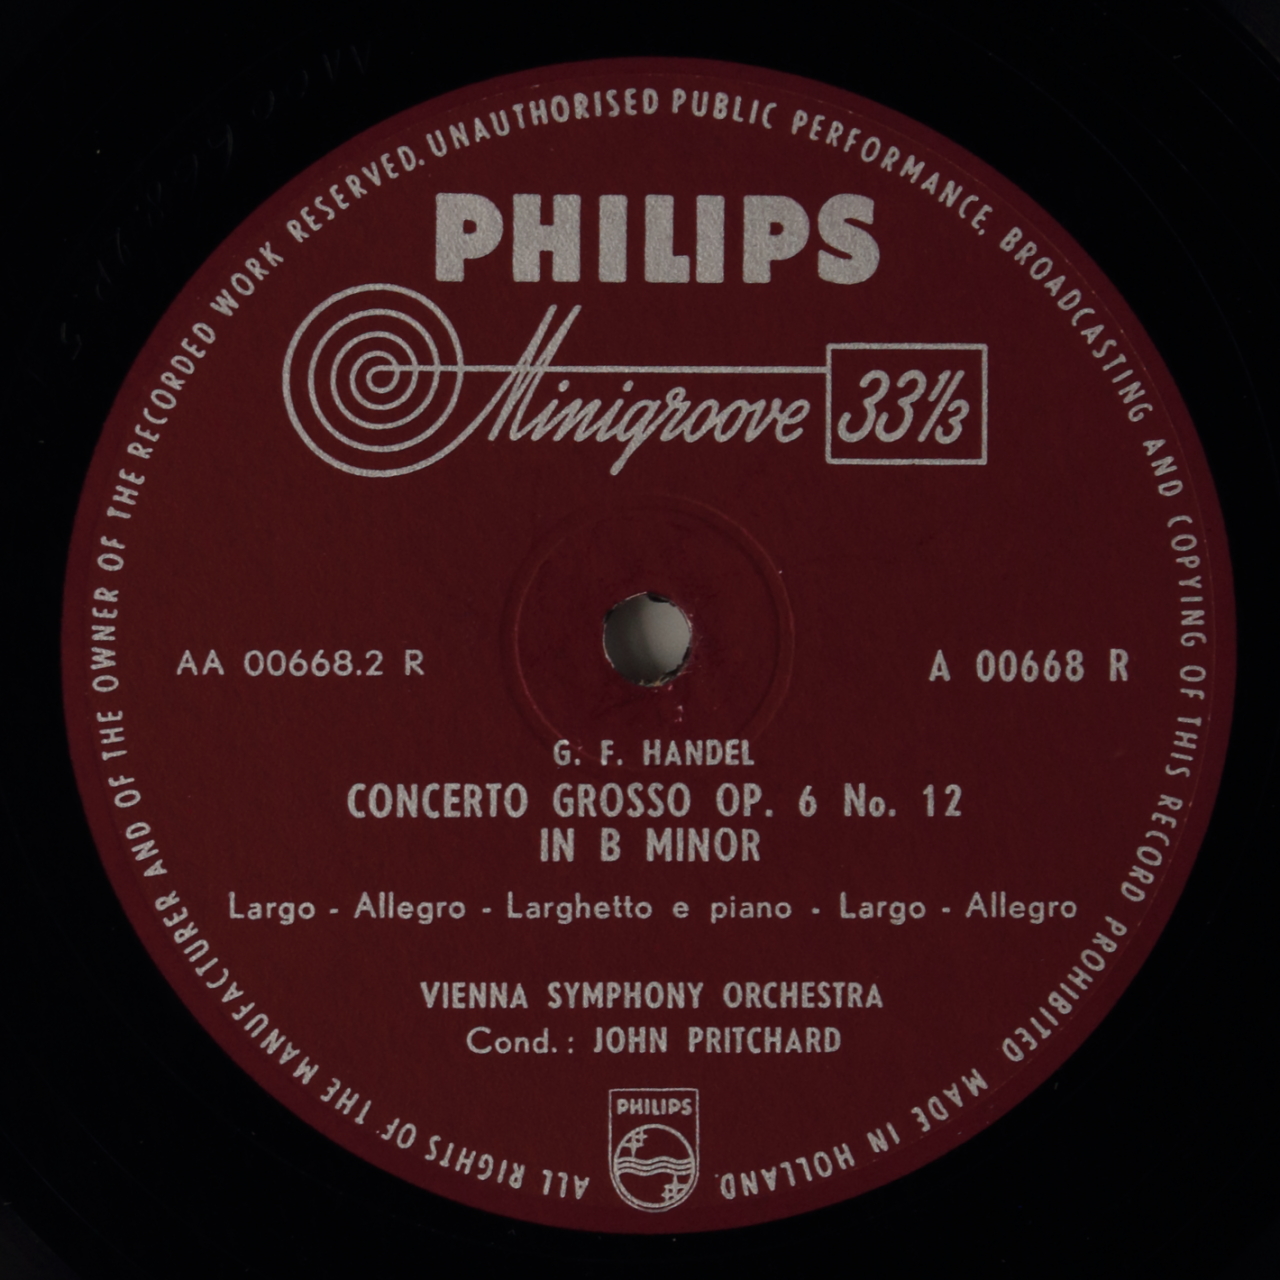 ALL RIGHTS OF THE MANUFACTURER AND OF THE OWNER OF THE RECORDED WORK RESERVED. UNAUTHORISED PUBLIC PERFORMANCE, BROADCASTING AND COPYING OF THIS RECORD PROHIBITED MADE IN HOLLAND.
PHILIPS
Minigroove 33 1/3
AA 00668.2 R
A 00668 R
G. F. HANDEL
CONCERTO GROSSO OP. 6 No. 12
IN B MINOR
Largo - Allegro - Larghetto e piano - Largo - Allegro
VIENNA SYMPHONY ORCHESTRA
Cond.: JOHN PRITCHARD
PHILIPS